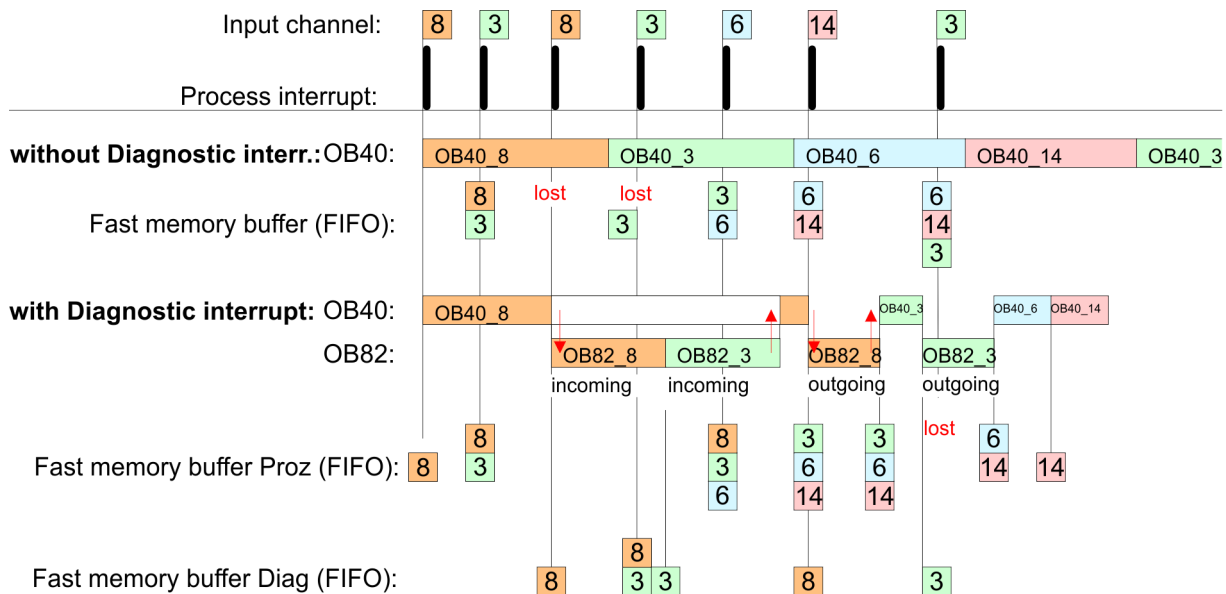 Input channel: 8 3 8 3 6 14 3
Process interrupt:
without Diagnostic interr.: OB40: OB40_8 OB40_3 OB40_6 OB40_14 OB40_3
8 lost lost 3 6 6
Fast memory buffer (FIFO): 3 3 6 14 14
3
with Diagnostic interrupt: OB40: OB40_8 OB40_3 OB40_6 OB40_14
OB82: OB82_8 OB82_3 OB82_8 OB82_3
incoming incoming outgoing outgoing
8 8 3 3 lost 6
Fast memory buffer Proz (FIFO): 8 3 3 6 6 14 14
6 14 14
8
Fast memory buffer Diag (FIFO): 8 3 3 8 3